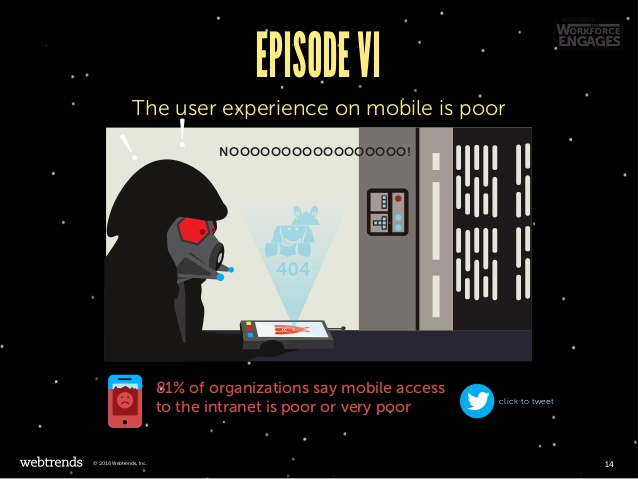 WORKFORCE
ENGAGES
EPISODE VI
The user experience on mobile is poor
NOOOOOOOOOOOOOOOOO!
404
81% of organizations say mobile access
to the intranet is poor or very poor
click to tweet
webtrends
© 2016 Webtrends, Inc.
14